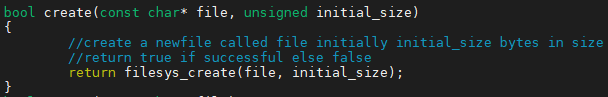 bool create(const char* file, unsigned initial_size)
{
//create a newfile called file initially initial_size bytes in size
//return true if successful else false
return filesys_create(file, initial_size);
}